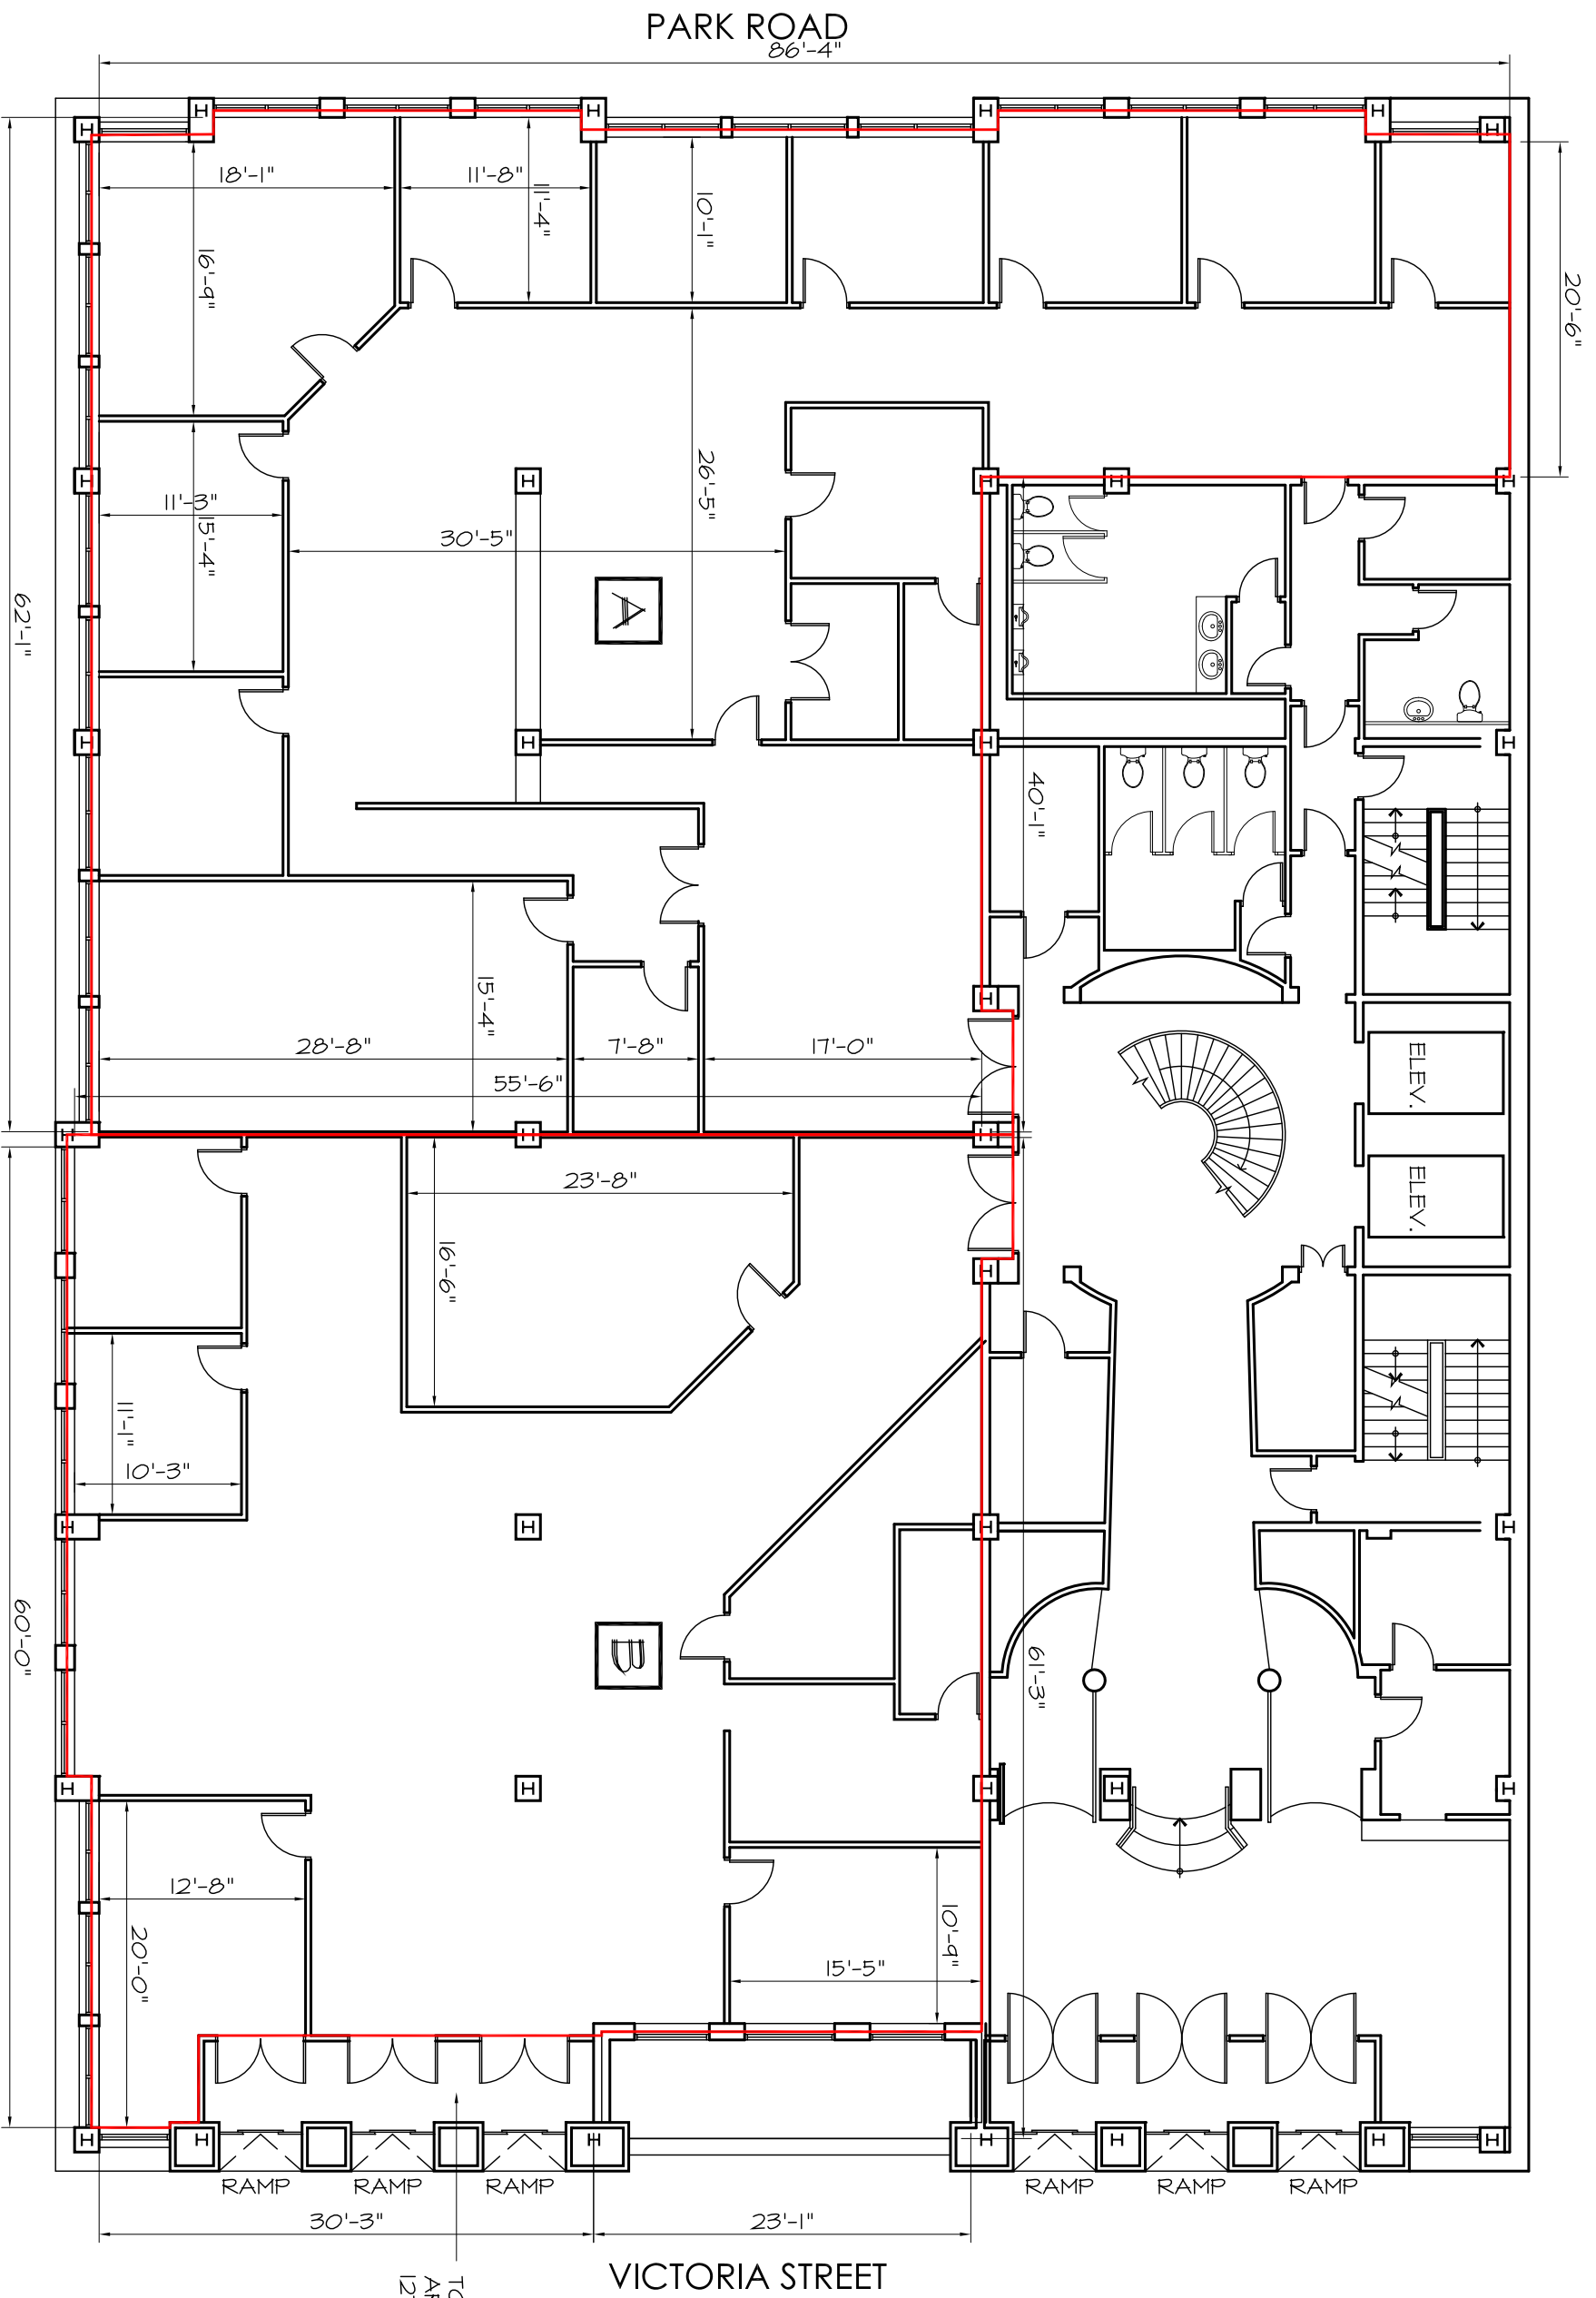 PARK ROAD
86'-4"
18'-1"
11'-8"
11'-4"
10'-1"
16'-9"
20'-6"
11'-3"
15'-4"
26'-5"
30'-5"
A
62'-1"
40'-1"
15'-4"
28'-8"
7'-8"
17'-0"
55'-6"
ELEV.
ELEV.
23'-8"
16'-6"
11'-1"
10'-3"
60'-0"
B
61'-3"
12'-8"
20'-0"
10'-9"
15'-5"
RAMP
RAMP
RAMP
RAMP
RAMP
RAMP
30'-3"
23'-1"
VICTORIA STREET